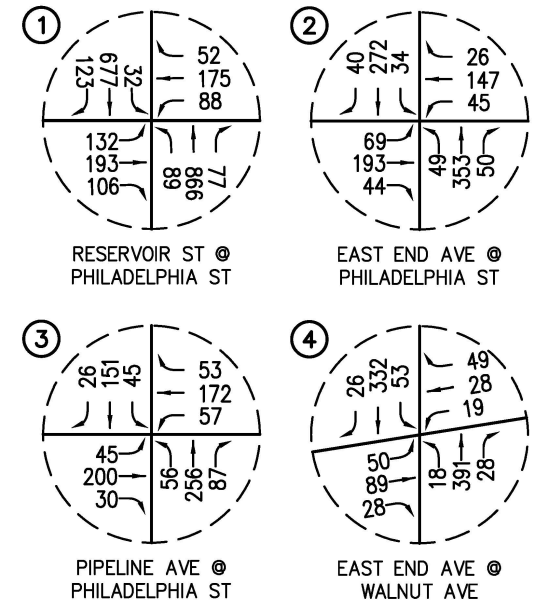 1
123 677 32
52
175
88
132
193
106
89 866 77
RESERVOIR ST @
PHILADELPHIA ST
2
40 272 34
26
147
45
69
193
44
49 353 50
EAST END AVE @
PHILADELPHIA ST
3
26 151 45
53
172
57
45
200
30
56 256 87
PIPELINE AVE @
PHILADELPHIA ST
4
26 332 53
49
28
19
50
89
28
18 391 28
EAST END AVE @
WALNUT AVE